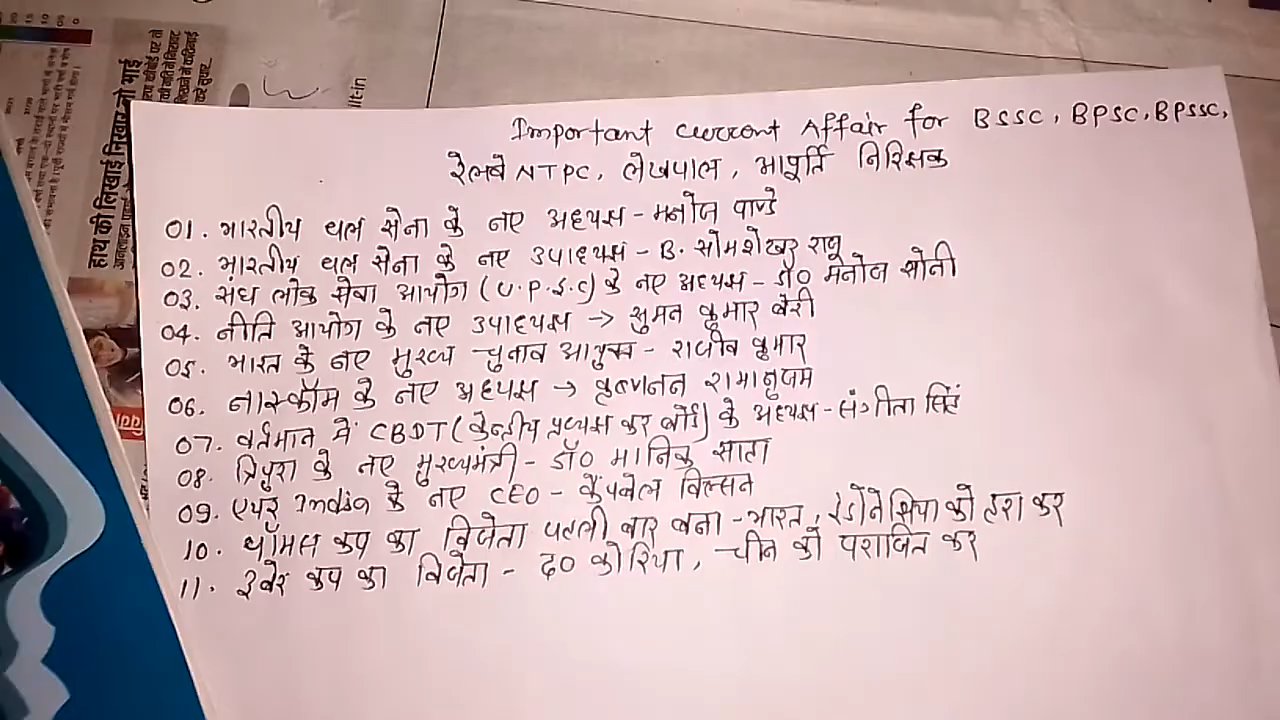 हाथ की लिखाई निखार लो भाई
lt-in
Important current Affair for BSSC, BPSC, BPSSC,
रेलवे NTPC, लेखपाल, आपूर्ति निरिक्षक
01. भारतीय थल सेना के नए अध्यक्ष - मनोज पाण्डे
02. भारतीय थल सेना के नए उपाध्यक्ष - B. सोमशेखर राजू
03. संघ लोक सेवा आयोग (U.P.S.C) के नए अध्यक्ष - डॉ० मनोज सोनी
04. नीति आयोग के नए उपाध्यक्ष → सुमन कुमार बेरी
05. भारत के नए मुख्य चुनाव आयुक्त - राजीव कुमार
06. नास्कॉम के नए अध्यक्ष → कृष्णनन रामानुजम
07. वर्तमान में CBDT (केन्द्रीय प्रत्यक्ष कर बोर्ड) के अध्यक्ष - संगीता सिंह
08. त्रिपुरा के नए मुख्यमंत्री - डॉ० मानिक साहा
09. एयर India के नए CEO - कैंपबेल विल्सन
10. थॉमस कप का विजेता पहली बार बना - भारत, इंडोनेशिया को हरा कर
11. उबेर कप का विजेता - द० कोरिया, चीन को पराजित कर